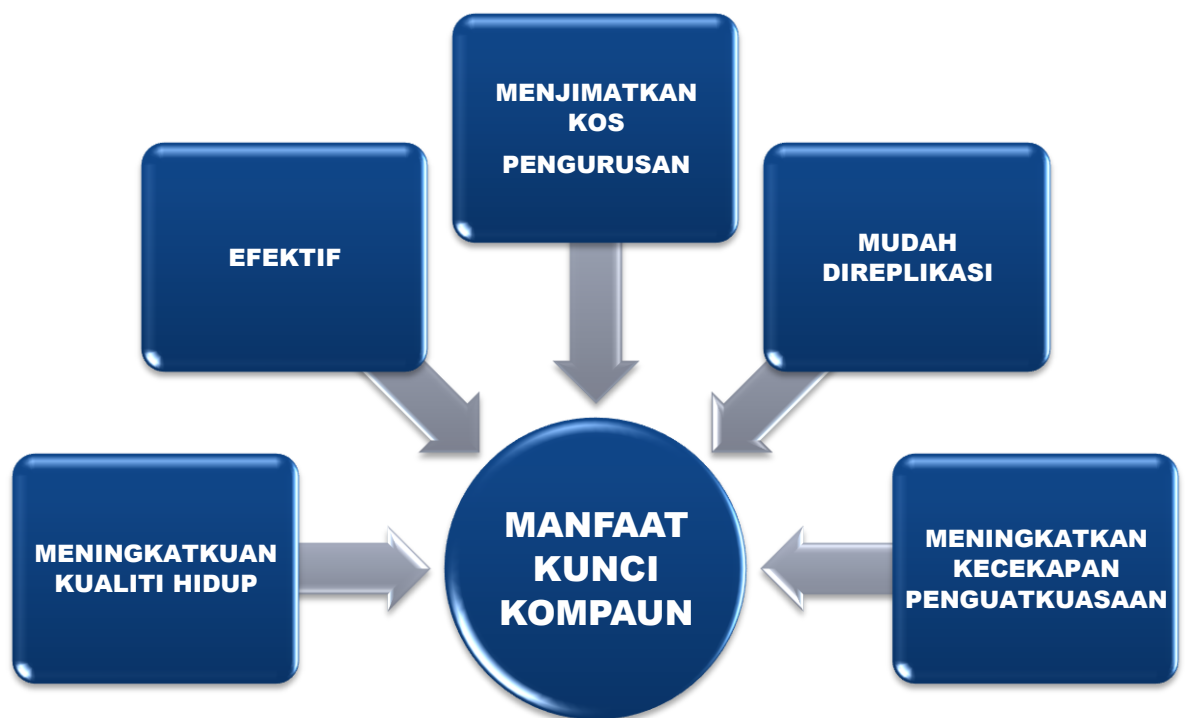 MENJIMATKAN
KOS
PENGURUSAN
EFEKTIF
MUDAH
DIREPLIKASI
MENINGKATKUAN
KUALITI HIDUP
MANFAAT
KUNCI
KOMPAUN
MENINGKATKAN
KECEKAPAN
PENGUATKUASAAN